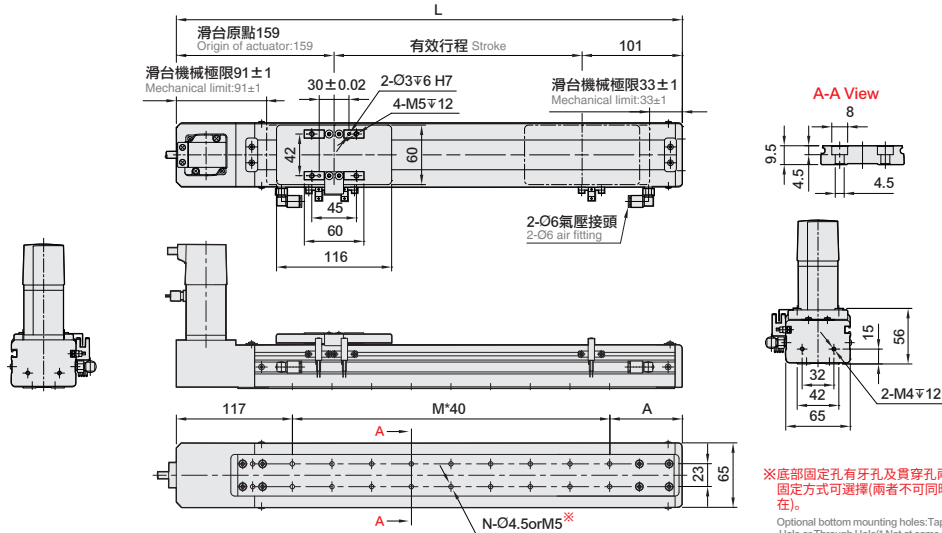 L
滑台原點159
Origin of actuator:159
有效行程 Stroke
101
滑台機械極限91±1
Mechanical limit:91±1
30±0.02
2-Ø3↧6 H7
4-M5↧12
滑台機械極限33±1
Mechanical limit:33±1
42
60
45
60
116
2-Ø6氣壓接頭
2-Ø6 air fitting
A-A View
8
9.5
4.5
4.5
15
56
32
42
65
2-M4↧12
117
M*40
A
A
A
23
65
N-Ø4.5orM5※
※底部固定孔有牙孔及貫穿孔
固定方式可選擇(兩者不可同
在)。
Optional bottom mounting holes:Tap